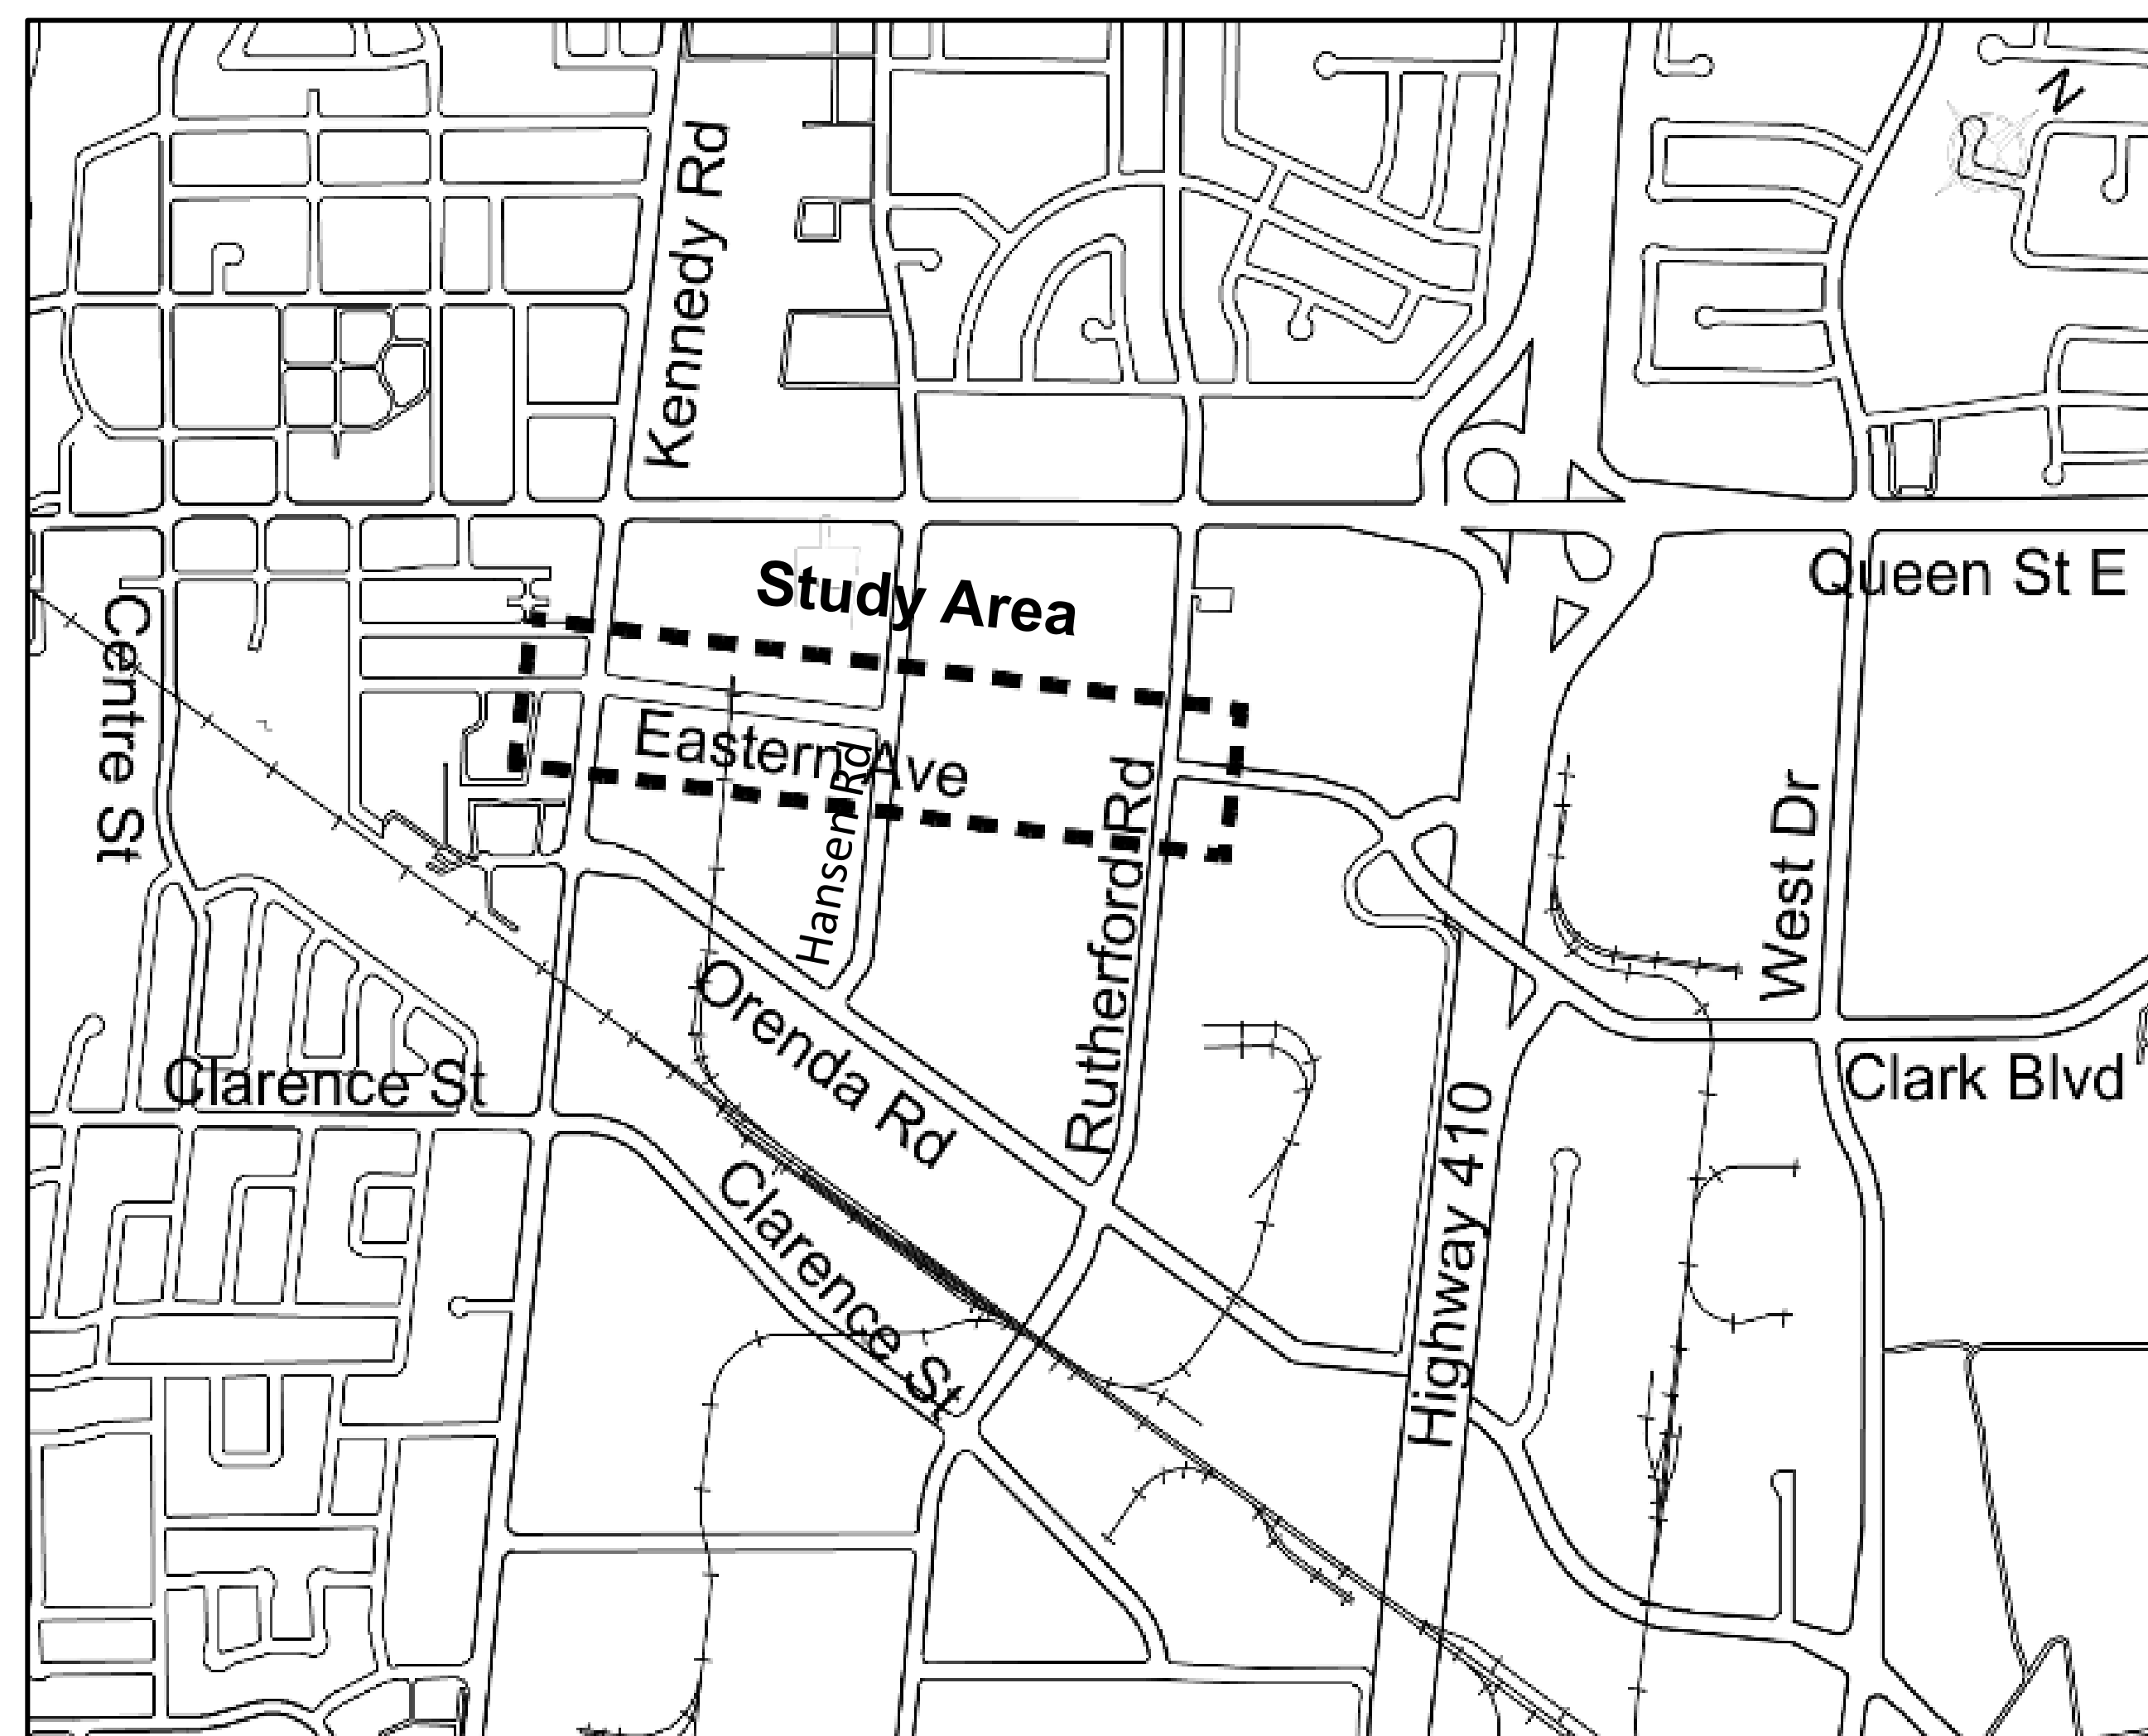 N
Kennedy Rd
Queen St E
Study Area
Centre St
Eastern Ave
Hansen Rd
Rutherford Rd
West Dr
Orenda Rd
Clarence St
Clark Blvd
Highway 410
Clarence St